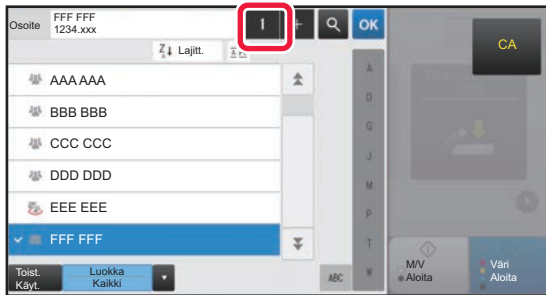 Osoite
FFF FFF
1234.xxx
1
+
OK
CA
Lajitt.
AAA AAA
BBB BBB
CCC CCC
DDD DDD
EEE EEE
FFF FFF
A
D
G
J
M
P
T
W
Toist. Käyt.
Luokka
Kaikki
ABC
M/V
Aloita
Väri
Aloita